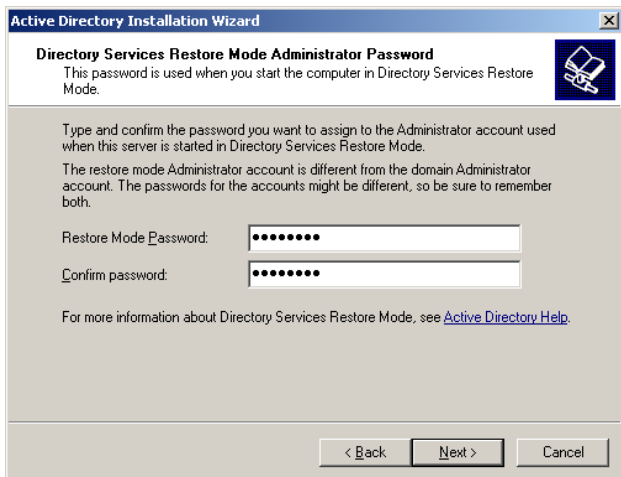 Active Directory Installation Wizard
Directory Services Restore Mode Administrator Password
This password is used when you start the computer in Directory Services Restore
Mode.
Type and confirm the password you want to assign to the Administrator account used
when this server is started in Directory Services Restore Mode.
The restore mode Administrator account is different from the domain Administrator
account. The passwords for the accounts might be different, so be sure to remember
both.
Restore Mode Password: ••••••••
Confirm password: ••••••••
For more information about Directory Services Restore Mode, see Active Directory Help.
< Back Next > Cancel